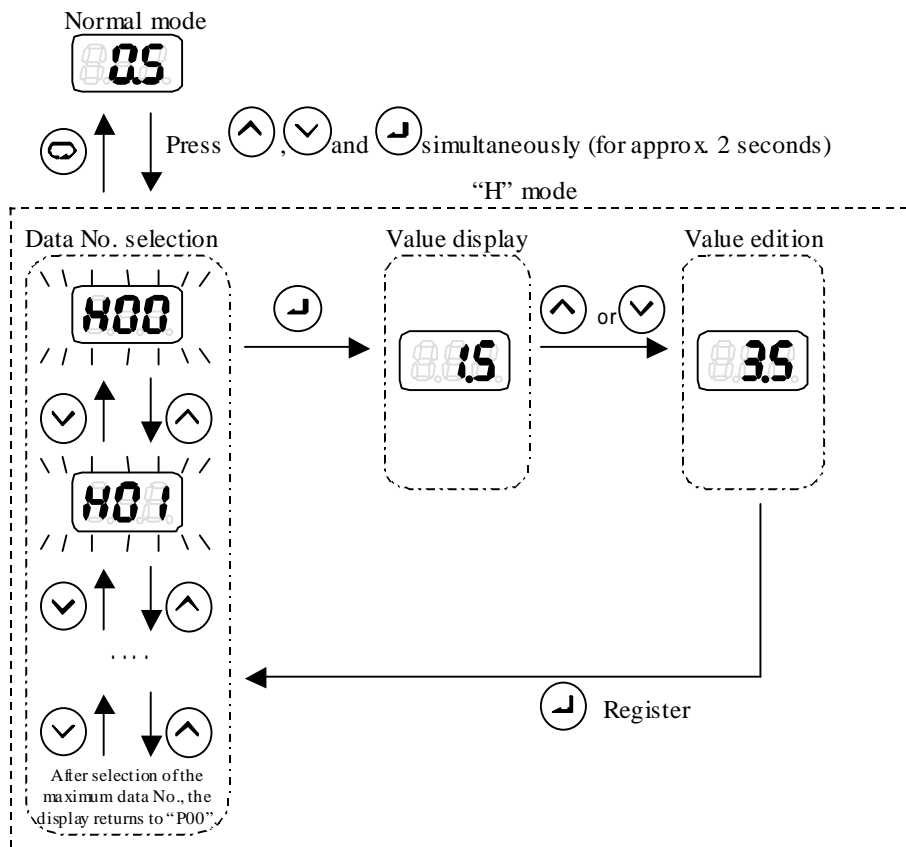 Normal mode
0.5
Press , and simultaneously (for approx. 2 seconds)
“H” mode
Data No. selection
Value display
Value edition
H00
or
1.5
3.5
H01
....
Register
After selection of the
maximum data No., the
display returns to “P00”